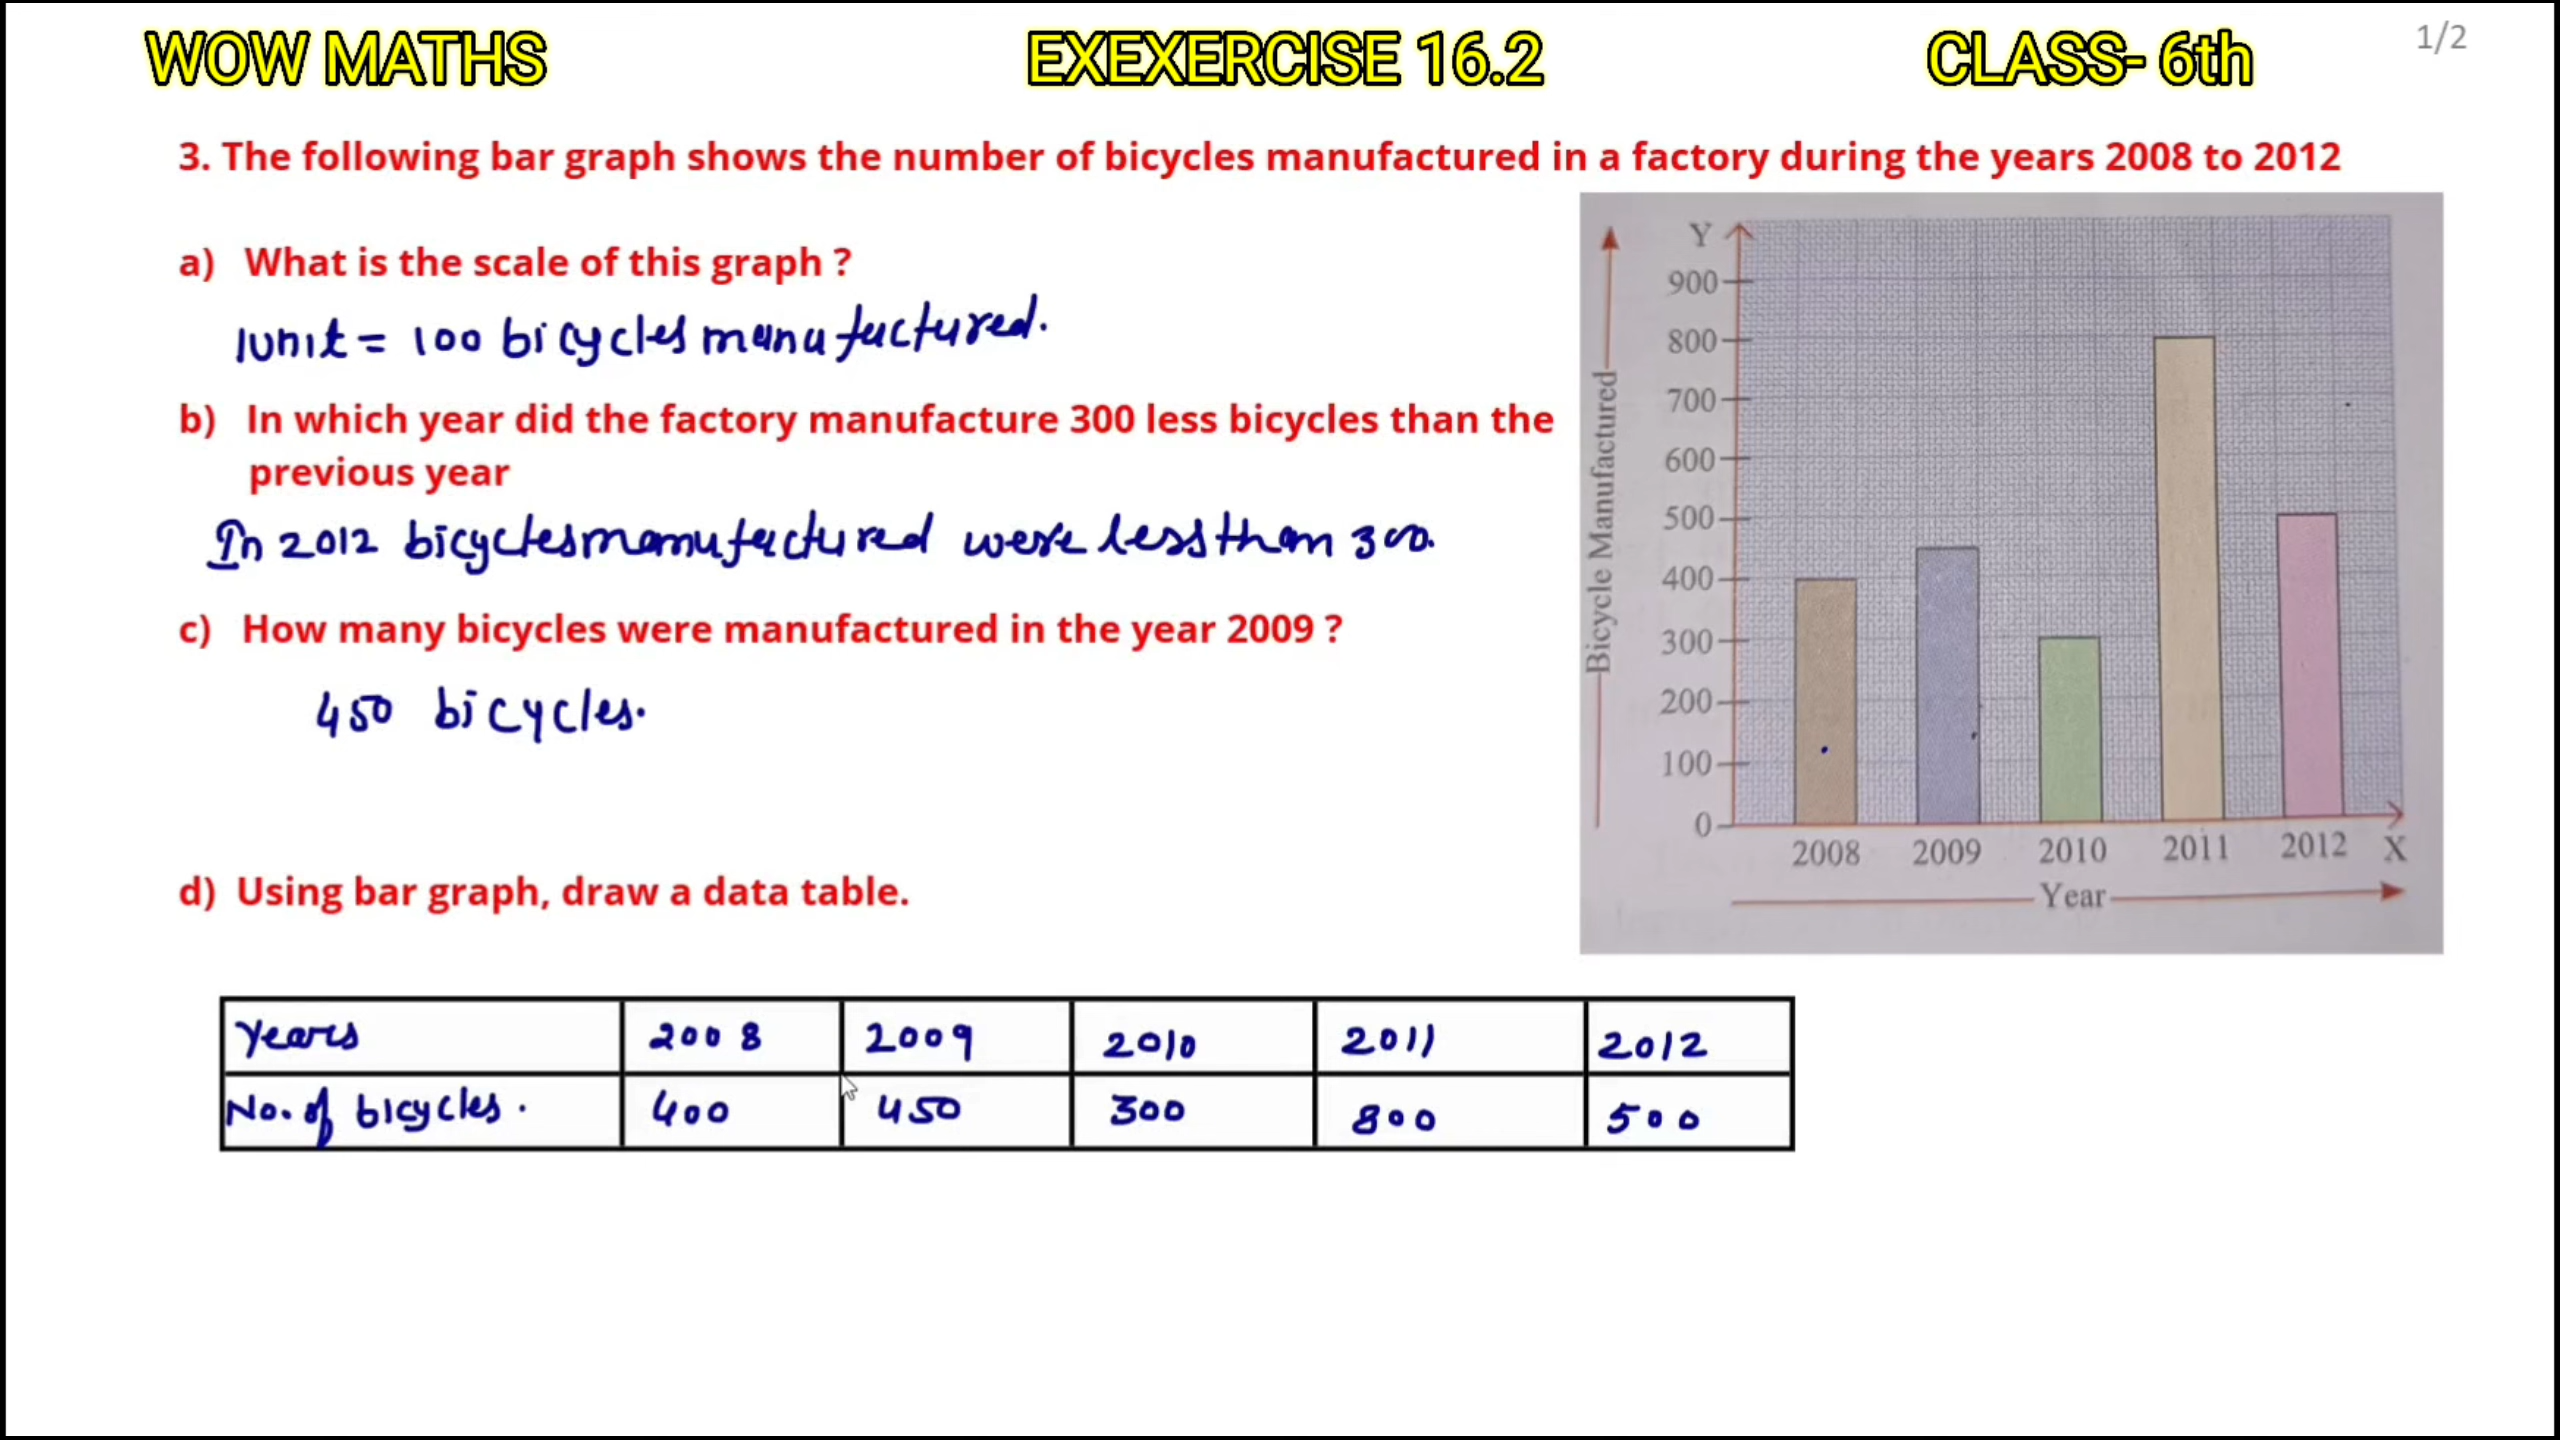 WOW MATHS EXEXERCISE 16.2 CLASS- 6th 1/2
3. The following bar graph shows the number of bicycles manufactured in a factory during the years 2008 to 2012
a) What is the scale of this graph ?
1unit = 100 bicycles manufactured.
b) In which year did the factory manufacture 300 less bicycles than the
previous year
In 2012 bicycles manufactured were less than 300.
c) How many bicycles were manufactured in the year 2009 ?
450 bicycles.
d) Using bar graph, draw a data table.
Y
900
800
700
600
500
400
300
200
100
0
Bicycle Manufactured
2008 2009 2010 2011 2012 X
Year
Years 2008 2009 2010 2011 2012
No. of bicycles. 400 450 300 800 500